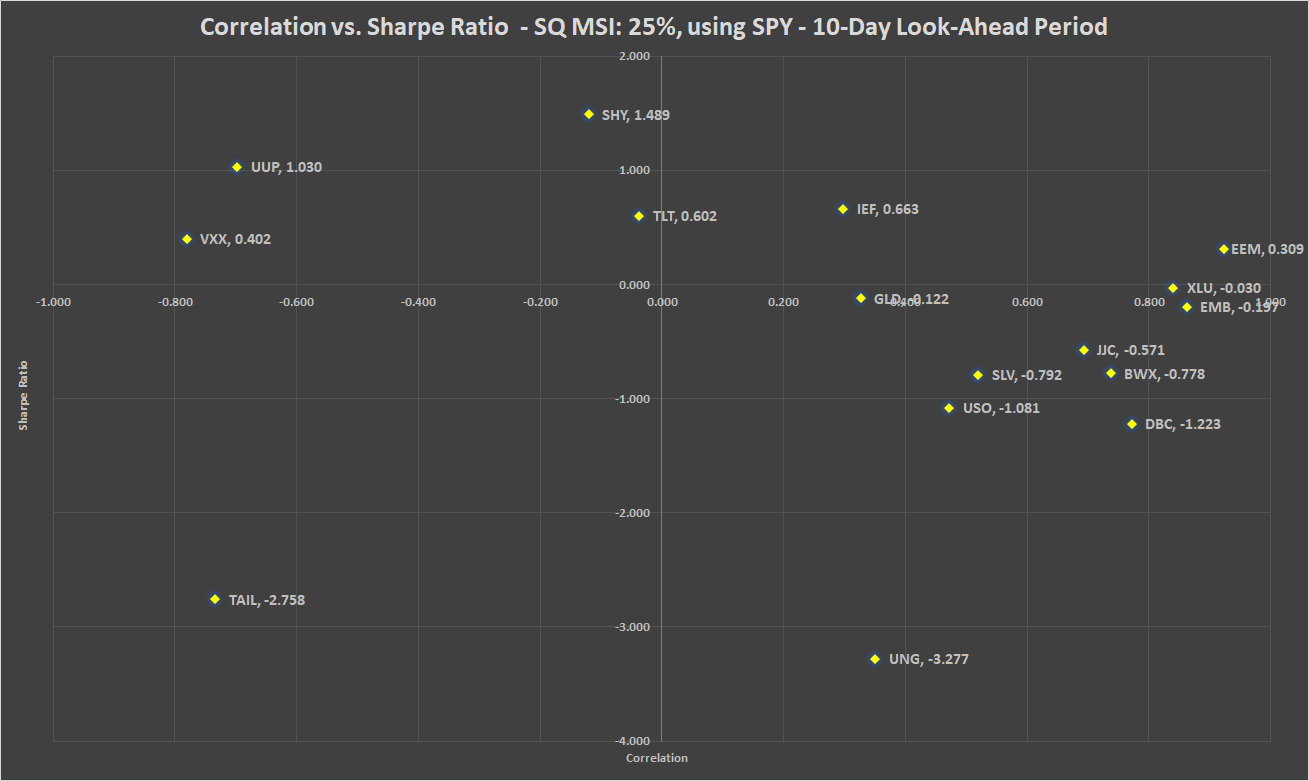 Correlation vs. Sharpe Ratio - SQ MSI: 25%, using SPY - 10-Day Look-Ahead Period
2.000
SHY, 1.489
UUP, 1.030
1.000
IEF, 0.663
TLT, 0.602
VXX, 0.402
EEM, 0.309
0.000
XLU, -0.030
GLD, -0.122
-1.000
-0.800
-0.600
-0.400
-0.200
0.000
0.200
0.400
0.600
0.800
1.000
EMB, -0.197
JJC, -0.571
BWX, -0.778
SLV, -0.792
Sharpe Ratio
-1.000
USO, -1.081
DBC, -1.223
-2.000
TAIL, -2.758
-3.000
UNG, -3.277
-4.000
Correlation